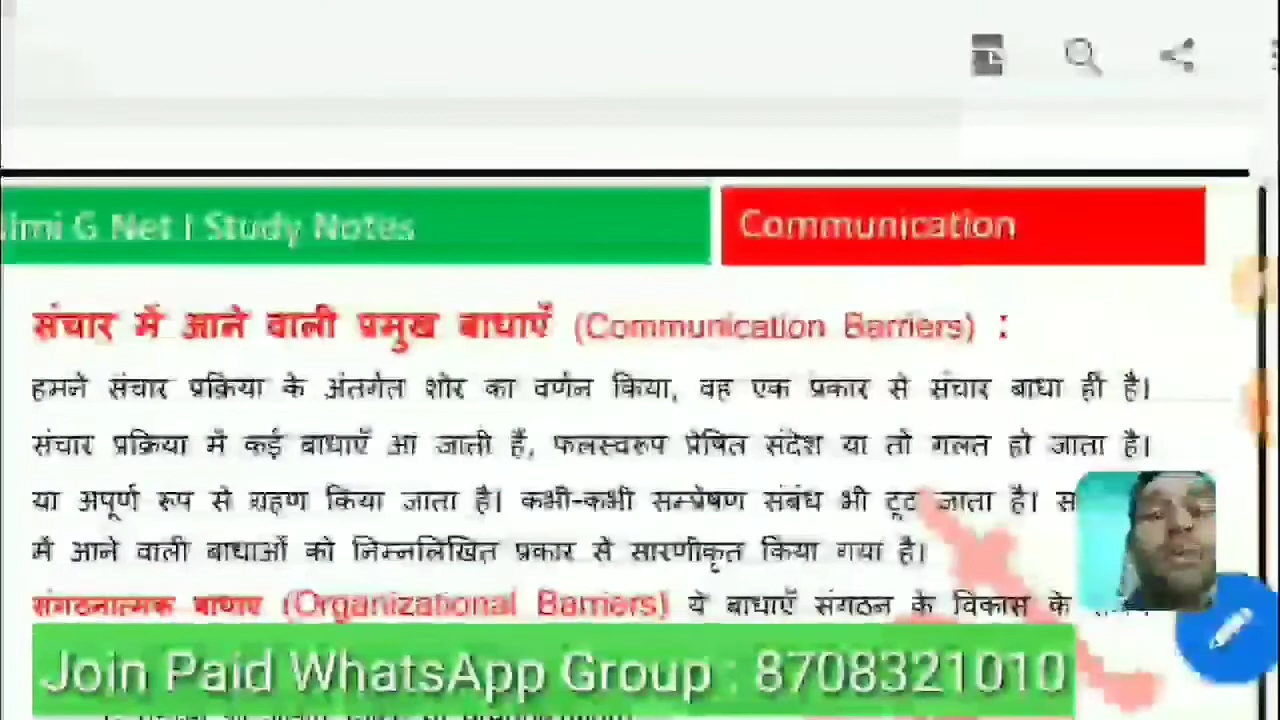 Nimi G Net | Study Notes
Communication
संचार में आने वाली प्रमुख बाधाएँ (Communication Barriers) :
हमने संचार प्रक्रिया के अंतर्गत शोर का वर्णन किया, वह एक प्रकार से संचार बाधा ही है।
संचार प्रक्रिया में कई बाधाएँ आ जाती हैं, फलस्वरूप प्रेषित संदेश या तो गलत हो जाता है।
या अपूर्ण रूप से ग्रहण किया जाता है। कभी-कभी सम्प्रेषण संबंध भी टूट जाता है।
में आने वाली बाधाओं को निम्नलिखित प्रकार से सारणीकृत किया गया है।
संगठनात्मक बाधाएं (Organizational Barriers) ये बाधाएँ संगठन के विकास के
Join Paid WhatsApp Group : 8708321010